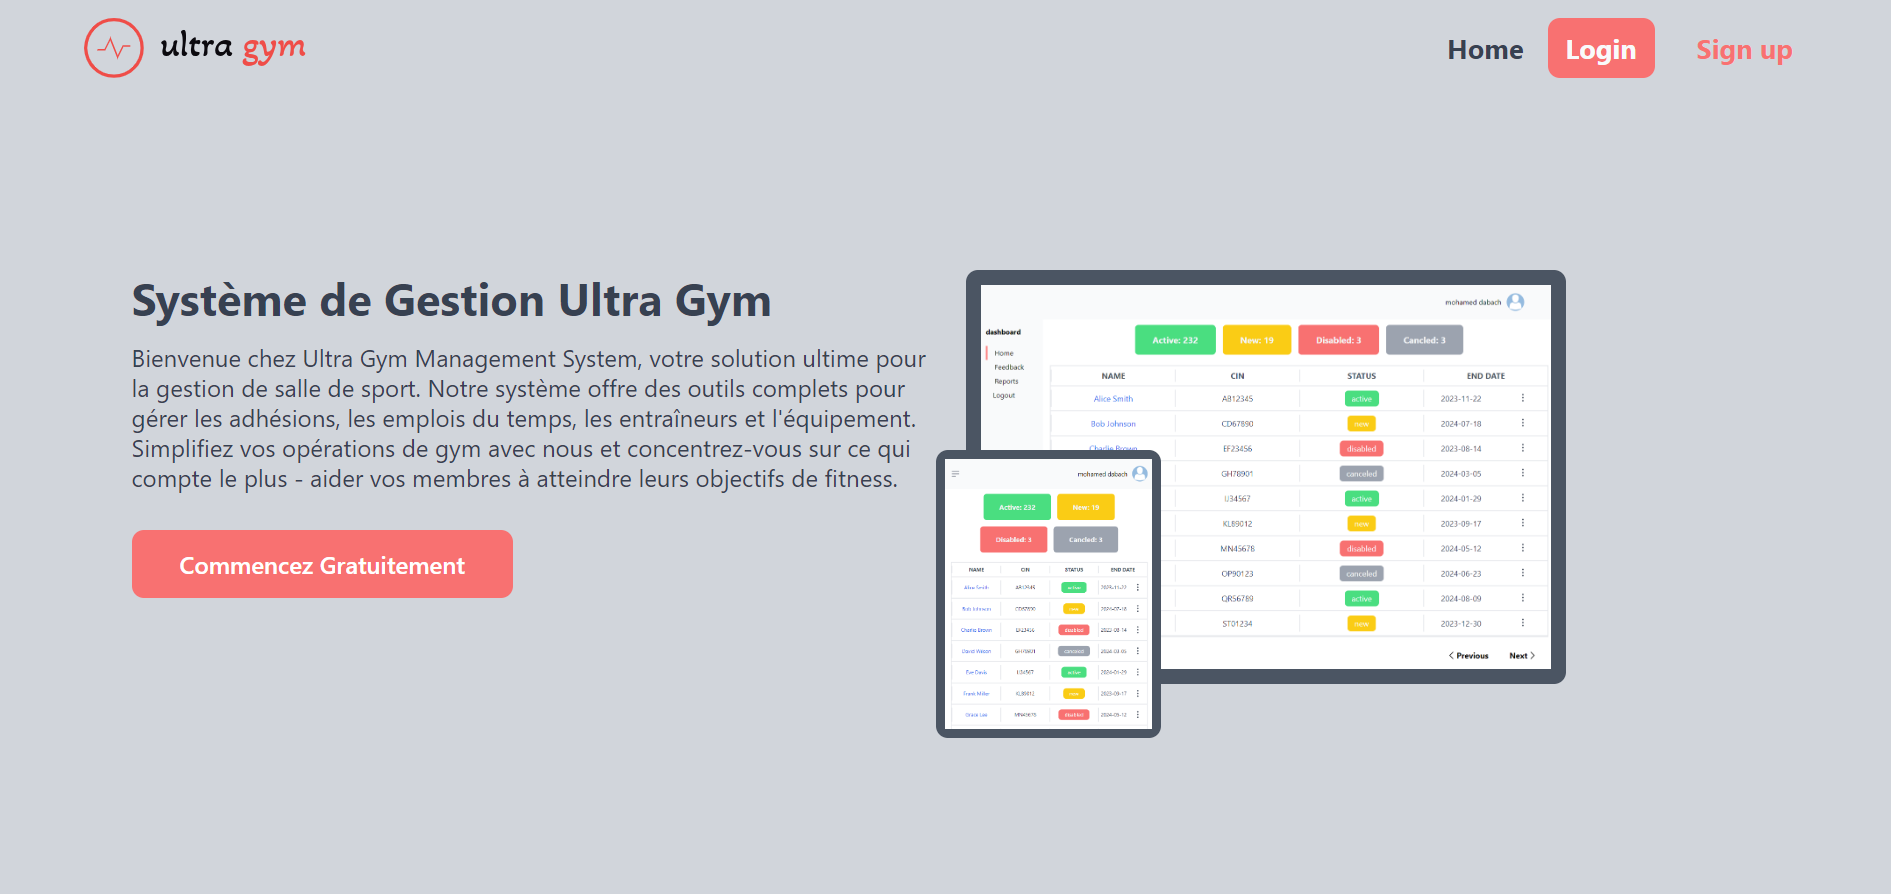 ultra gym
Home Login Sign up
Système de Gestion Ultra Gym
Bienvenue chez Ultra Gym Management System, votre solution ultime pour
la gestion de salle de sport. Notre système offre des outils complets pour
gérer les adhésions, les emplois du temps, les entraîneurs et l'équipement.
Simplifiez vos opérations de gym avec nous et concentrez-vous sur ce qui
compte le plus - aider vos membres à atteindre leurs objectifs de fitness.
Commencez Gratuitement
mohamed dabach
dashboard
Home
Feedback
Reports
Logout
Active: 232 New: 19 Disabled: 3 Cancled: 3
NAME CIN STATUS END DATE
Alice Smith AB12345 active 2023-11-22
Bob Johnson CD67890 new 2024-07-18
Charlie Brown EF23456 disabled 2023-08-14
GH78901 canceled 2024-03-05
IJ34567 active 2024-01-29
KL89012 new 2023-09-17
MN45678 disabled 2024-05-12
OP90123 canceled 2024-06-23
QR56789 active 2024-08-09
ST01234 new 2023-12-30
Previous Next
mohamed dabach
Active: 232 New: 19
Disabled: 3 Cancled: 3
NAME CIN STATUS END DATE
Alice Smith AB12345 active 2023-11-22
Bob Johnson CD67890 new 2024-07-18
Charlie Brown EF23456 disabled 2023-08-14
David Wilson GH78901 canceled 2024-03-05
Eve Davis IJ34567 active 2024-01-29
Frank Miller KL89012 new 2023-09-17
Grace Lee MN45678 disabled 2024-05-12